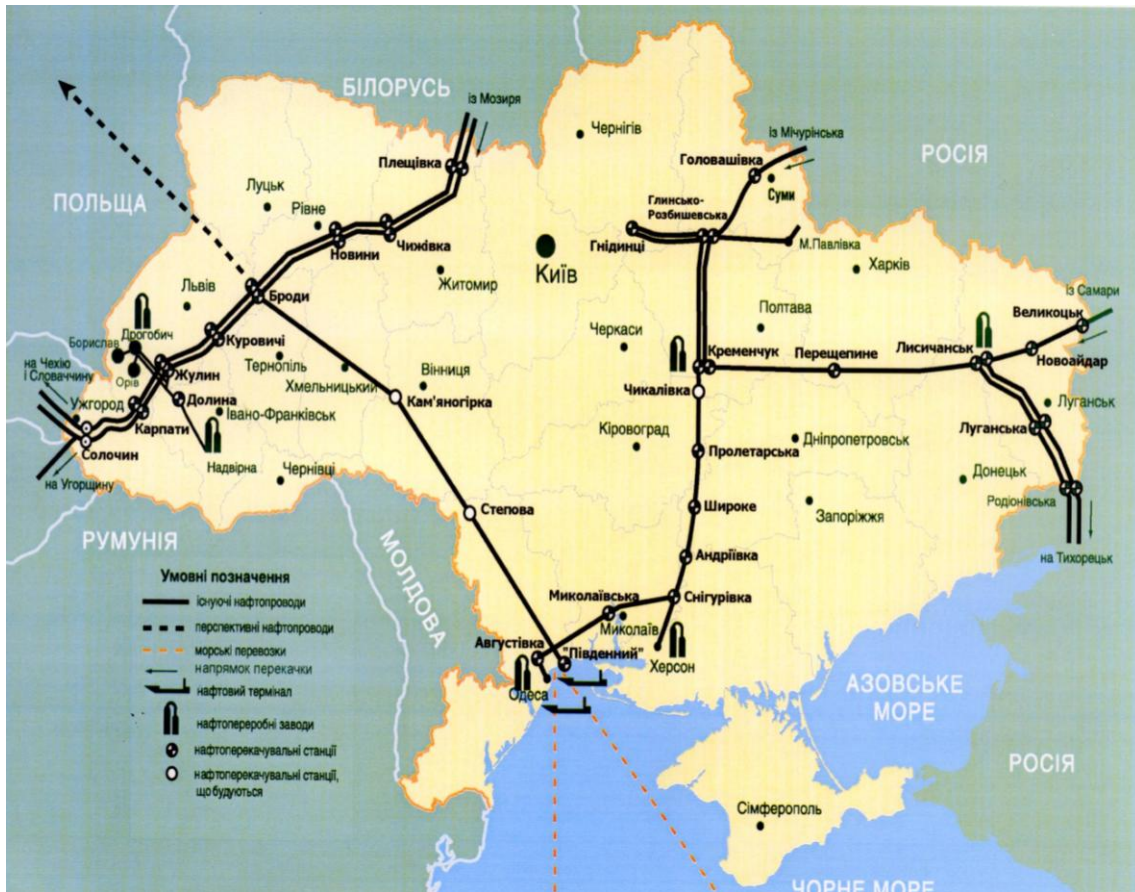 БІЛОРУСЬ
із Мозиря
Чернігів
із Мічурінська
РОСІЯ
Головашівка
Суми
Плещівка
ПОЛЬЩА
Луцьк
Рівне
Глинсько-
Розбишевська
Гнідинці
М.Павлівка
Чижівка
Новини
Київ
Харків
Житомир
Броди
Львів
із Самари
Великоцьк
Полтава
Дрогобич
Борислав
Куровичі
Черкаси
Лисичанськ
Новоайдар
Тернопіль
Кременчук
Перещепине
на Чехію
і Словаччину
Орів
Жулин
Хмельницький
Вінниця
Чикалівка
Ужгород
Долина
Кам'яногірка
Івано-Франківськ
Луганськ
Карпати
Луганська
Кіровоград
Дніпропетровськ
Солочин
Пролетарська
Надвірна
Чернівці
на Угорщину
Донецьк
Родіонівська
Степова
Широке
Запоріжжя
РУМУНІЯ
МОЛДОВА
Андріївка
на Тихорецьк
Умовні позначення
існуючі нафтопроводи
перспективні нафтопроводи
морські перевозки
напрямок перекачки
нафтовий термінал
нафтопереробні заводи
нафтоперекачувальні станції
нафтоперекачувальні станції,
що будуються
Миколаївська
Снігурівка
Миколаїв
Августівка
"Південний"
Херсон
Одеса
АЗОВСЬКЕ
МОРЕ
РОСІЯ
Сімферополь
ЧОРНЕ МОРЕ